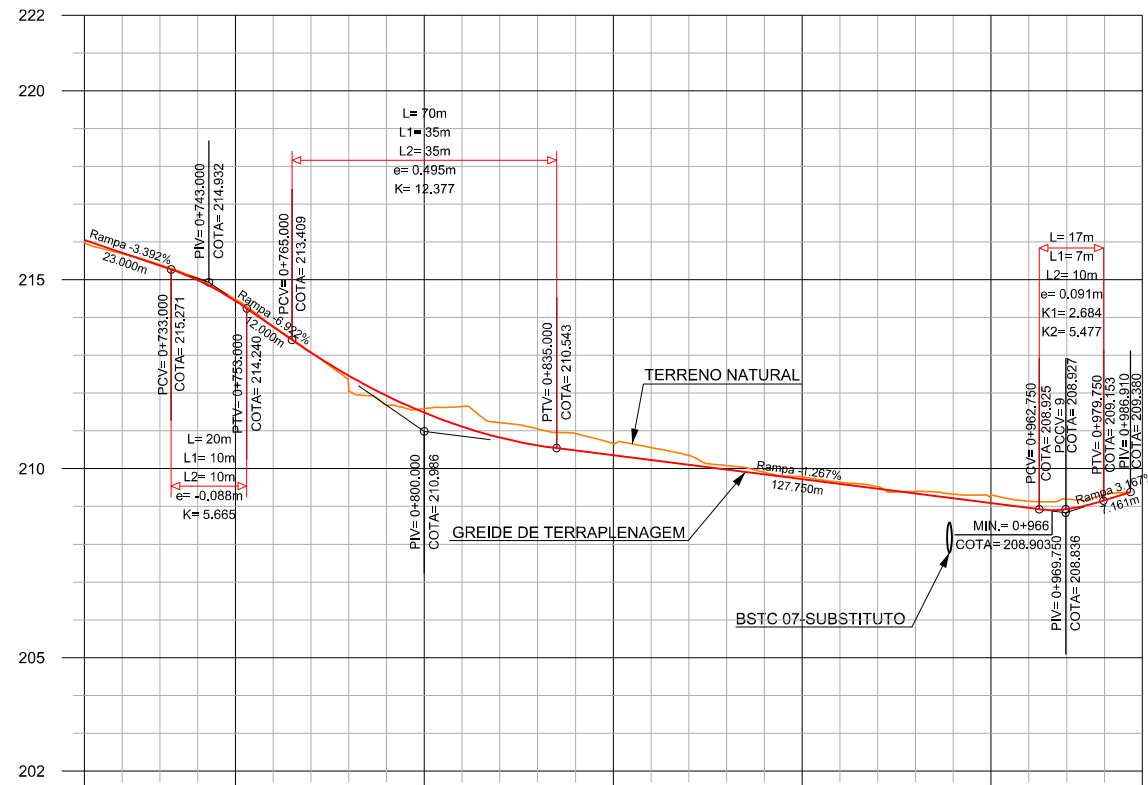 222
220
215
210
205
202
Rampa -3.392%
23.000m
PCV= 0+733.000
COTA= 215.271
PIV= 0+743.000
COTA= 214.932
PTV= 0+753.000
COTA= 214.240
L= 20m
L1= 10m
L2= 10m
e= -0.088m
K= 5.665
Rampa -6.922%
12.000m
PCV= 0+765.000
COTA= 213.409
L= 70m
L1= 35m
L2= 35m
e= 0.495m
K= 12.377
PIV= 0+800.000
COTA= 210.986
PTV= 0+835.000
COTA= 210.543
TERRENO NATURAL
GREIDE DE TERRAPLENAGEM
Rampa -1.267%
127.750m
BSTC 07-SUBSTITUTO
L= 17m
L1= 7m
L2= 10m
e= 0.091m
K1= 2.684
K2= 5.477
PCV= 0+962.750
COTA= 208.925
PCCV= 9
COTA= 208.927
PTV= 0+979.750
COTA= 209.153
PIV= 0+986.910
COTA= 209.380
MIN.= 0+966
COTA= 208.903
PIV= 0+969.750
COTA= 208.836
Rampa 3.167%
7.161m